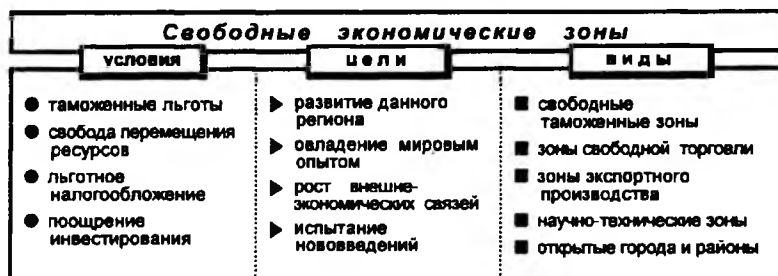 Свободные экономические зоны
условия
таможенные льготы
свобода перемещения
ресурсов
льготное
налогообложение
поощрение
инвестирования
цели
развитие данного
региона
овладение мировым
опытом
рост внешне-
экономических связей
испытание
нововведений
виды
свободные
таможенные зоны
зоны свободной торговли
зоны экспортного
производства
научно-технические зоны
открытые города и районы